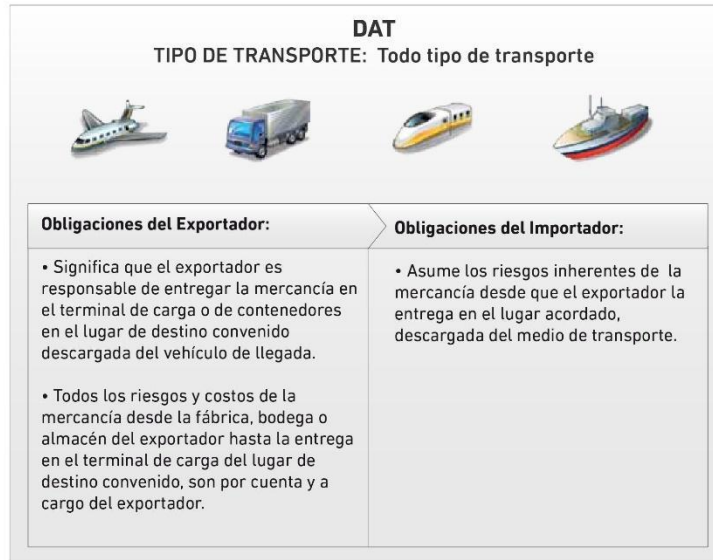 DAT
TIPO DE TRANSPORTE: Todo tipo de transporte
Obligaciones del Exportador:
• Significa que el exportador es
responsable de entregar la mercancía en
el terminal de carga o de contenedores
en el lugar de destino convenido
descargada del vehículo de llegada.
• Todos los riesgos y costos de la
mercancía desde la fábrica, bodega o
almacén del exportador hasta la entrega
en el terminal de carga del lugar de
destino convenido, son por cuenta y a
cargo del exportador.
Obligaciones del Importador:
• Asume los riesgos inherentes de la
mercancía desde que el exportador la
entrega en el lugar acordado,
descargada del medio de transporte.